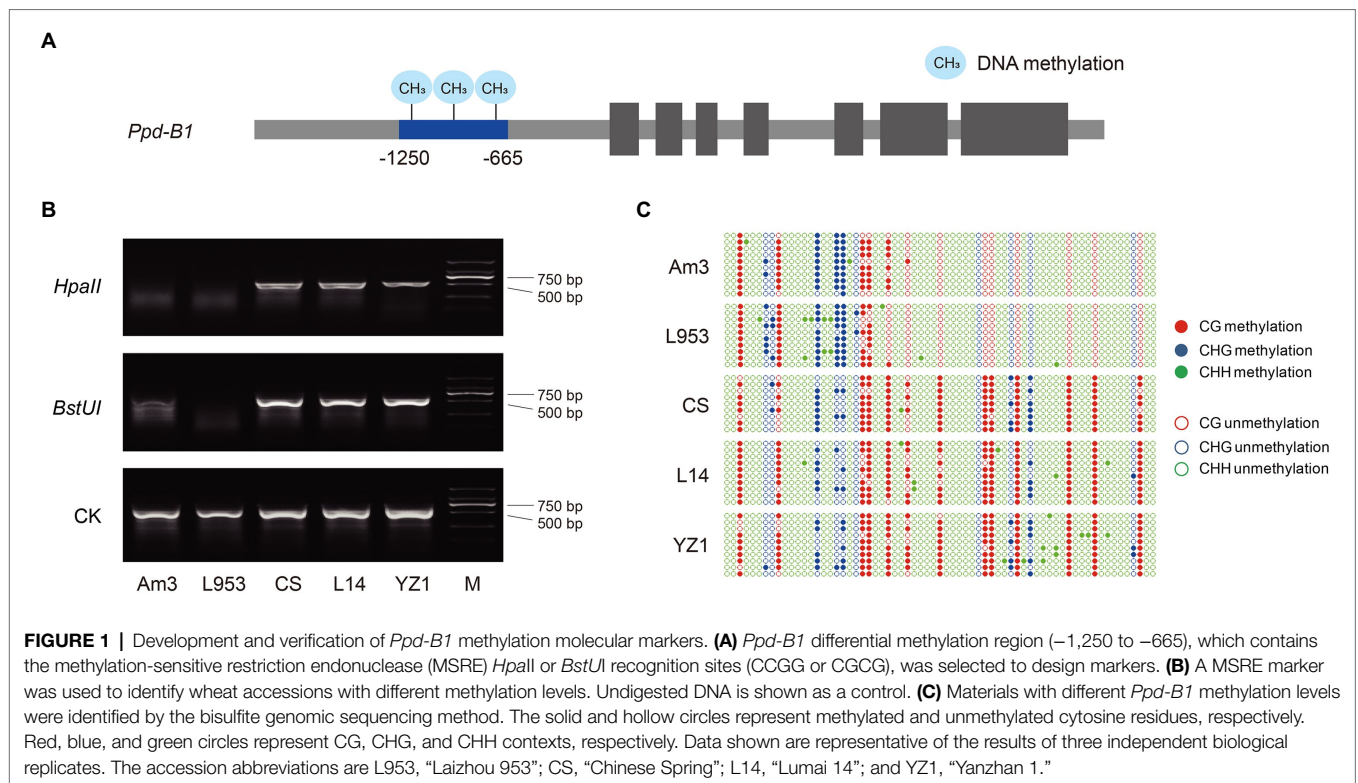 A
CH₃ CH₃ CH₃
CH₃ DNA methylation
Ppd-B1
-1250 -665
B
HpaII
750 bp
500 bp
BstUI
750 bp
500 bp
CK
750 bp
500 bp
Am3 L953 CS L14 YZ1 M
C
Am3
L953
CS
L14
YZ1
CG methylation
CHG methylation
CHH methylation
CG unmethylation
CHG unmethylation
CHH unmethylation
FIGURE 1 | Development and verification of Ppd-B1 methylation molecular markers. (A) Ppd-B1 differential methylation region (−1,250 to −665), which contains
the methylation-sensitive restriction endonuclease (MSRE) HpaII or BstUI recognition sites (CCGG or CGCG), was selected to design markers. (B) A MSRE marker
was used to identify wheat accessions with different methylation levels. Undigested DNA is shown as a control. (C) Materials with different Ppd-B1 methylation levels
were identified by the bisulfite genomic sequencing method. The solid and hollow circles represent methylated and unmethylated cytosine residues, respectively.
Red, blue, and green circles represent CG, CHG, and CHH contexts, respectively. Data shown are representative of the results of three independent biological
replicates. The accession abbreviations are L953, “Laizhou 953”; CS, “Chinese Spring”; L14, “Lumai 14”; and YZ1, “Yanzhan 1.”